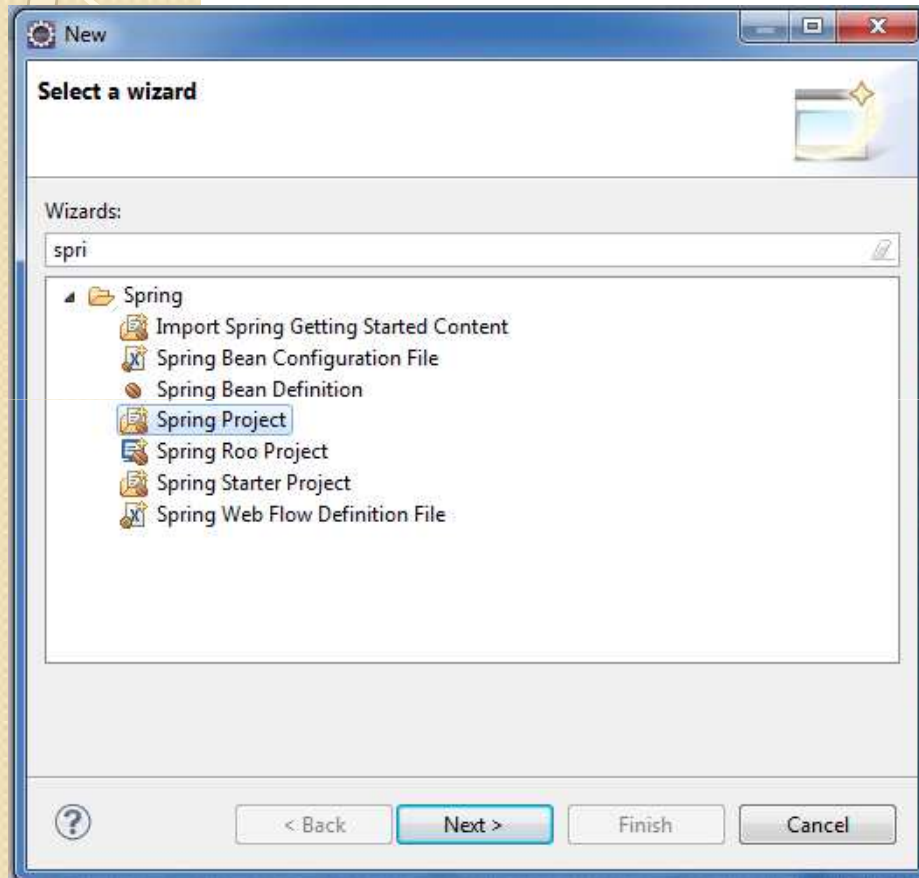 New
Select a wizard
Wizards:
spri
Spring
Import Spring Getting Started Content
Spring Bean Configuration File
Spring Bean Definition
Spring Project
Spring Roo Project
Spring Starter Project
Spring Web Flow Definition File
< Back Next > Finish Cancel